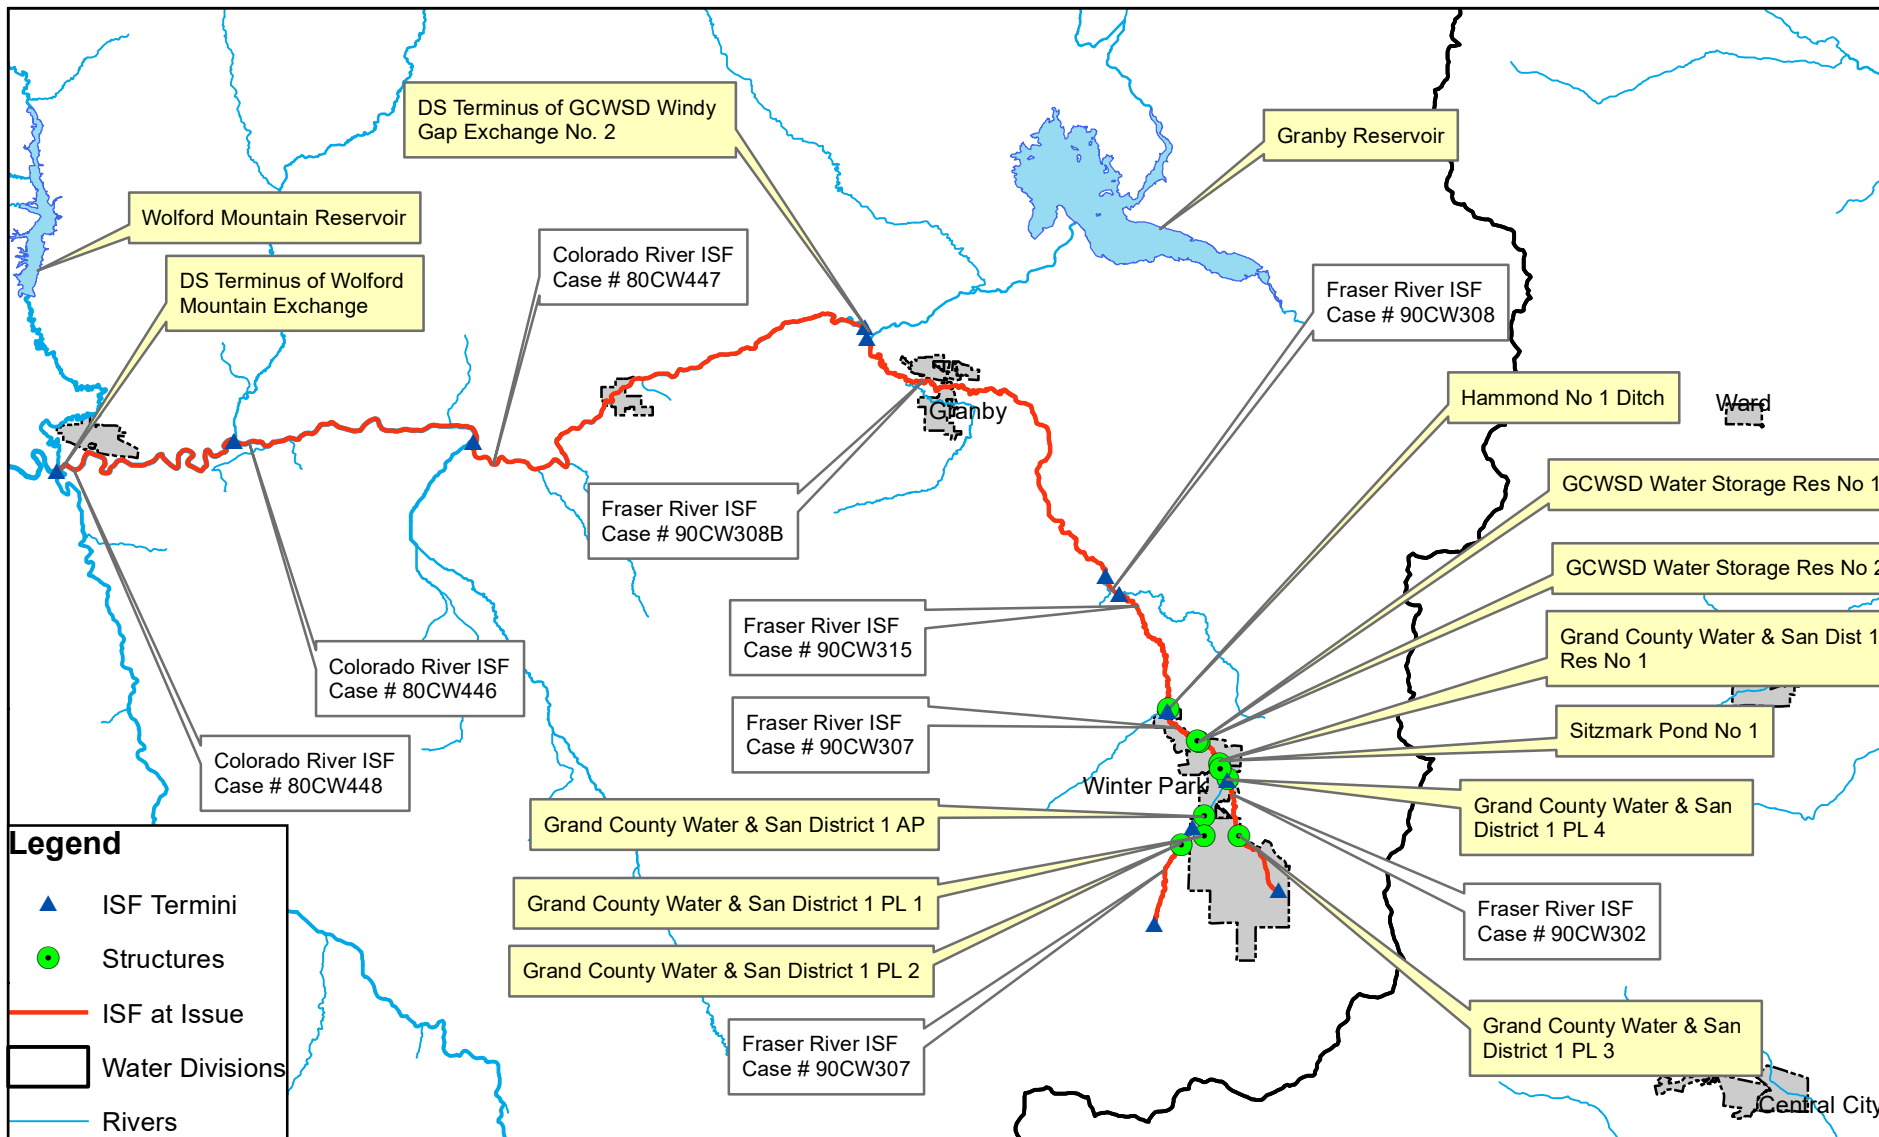 DS Terminus of GCWSD Windy
Gap Exchange No. 2
Granby Reservoir
Wolford Mountain Reservoir
DS Terminus of Wolford
Mountain Exchange
Colorado River ISF
Case # 80CW447
Fraser River ISF
Case # 90CW308
Hammond No 1 Ditch
Ward
Granby
GCWSD Water Storage Res No 1
Fraser River ISF
Case # 90CW308B
GCWSD Water Storage Res No 2
Fraser River ISF
Case # 90CW315
Grand County Water & San Dist 1
Res No 1
Colorado River ISF
Case # 80CW446
Fraser River ISF
Case # 90CW307
Sitzmark Pond No 1
Colorado River ISF
Case # 80CW448
Winter Park
Grand County Water & San
District 1 PL 4
Grand County Water & San District 1 AP
Grand County Water & San District 1 PL 1
Fraser River ISF
Case # 90CW302
Grand County Water & San District 1 PL 2
Fraser River ISF
Case # 90CW307
Grand County Water & San
District 1 PL 3
Central City
Legend
ISF Termini
Structures
ISF at Issue
Water Divisions
Rivers